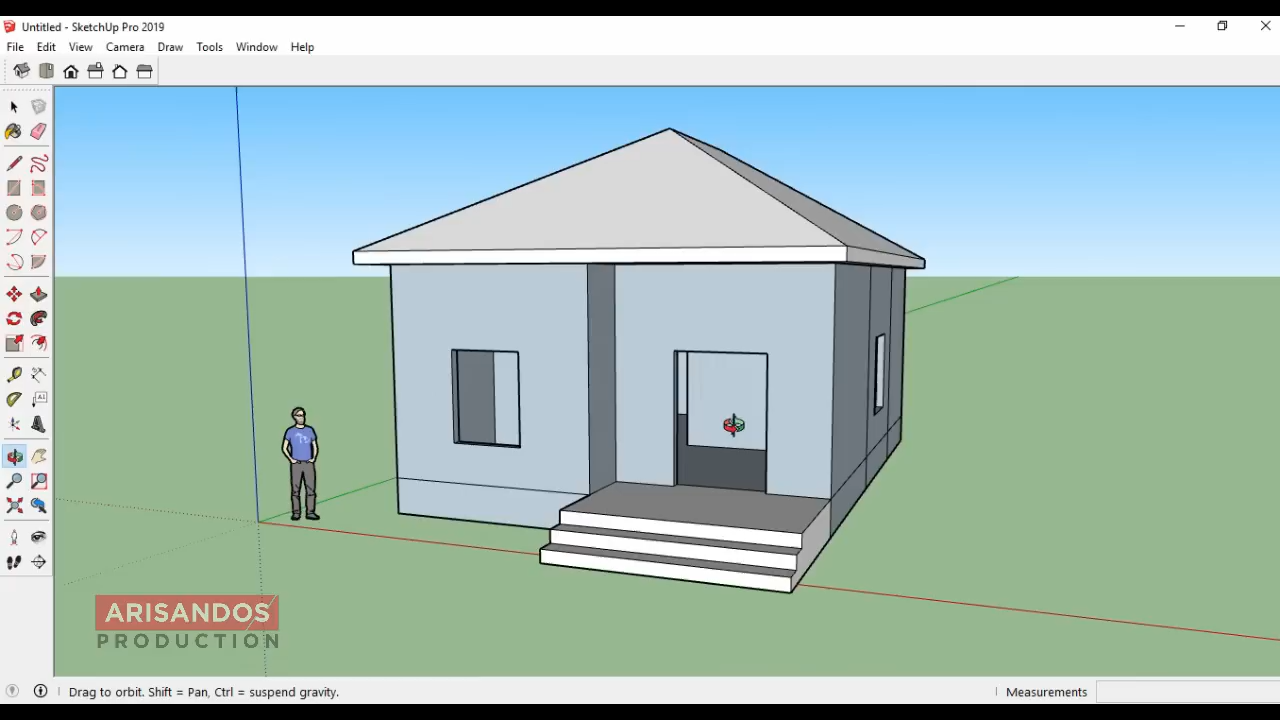 Untitled - SketchUp Pro 2019
File Edit View Camera Draw Tools Window Help
ARISANDOS
PRODUCTION
Drag to orbit. Shift = Pan, Ctrl = suspend gravity.
Measurements